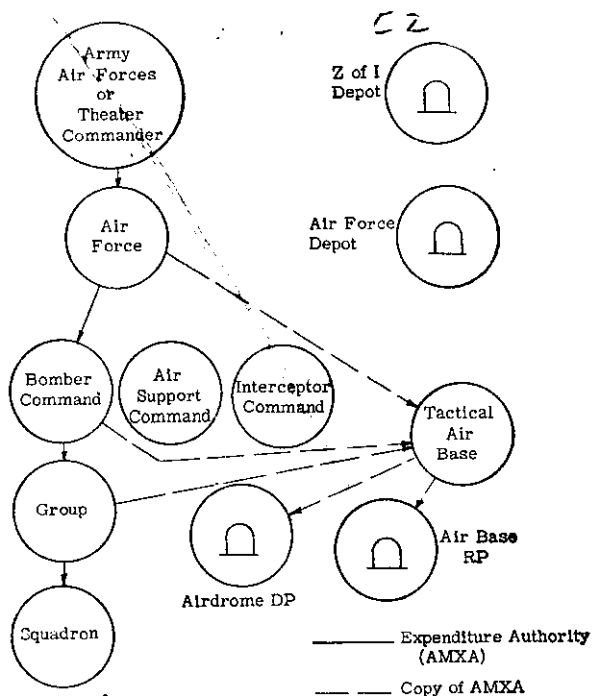 Army
Air Forces
or
Theater
Commander
Z of I
Depot
Air
Force
Air Force
Depot
Bomber
Command
Air
Support
Command
Interceptor
Command
Tactical
Air
Base
Group
Airdrome DP
Air Base
RP
Squadron
Expenditure Authority
(AMXA)
Copy of AMXA